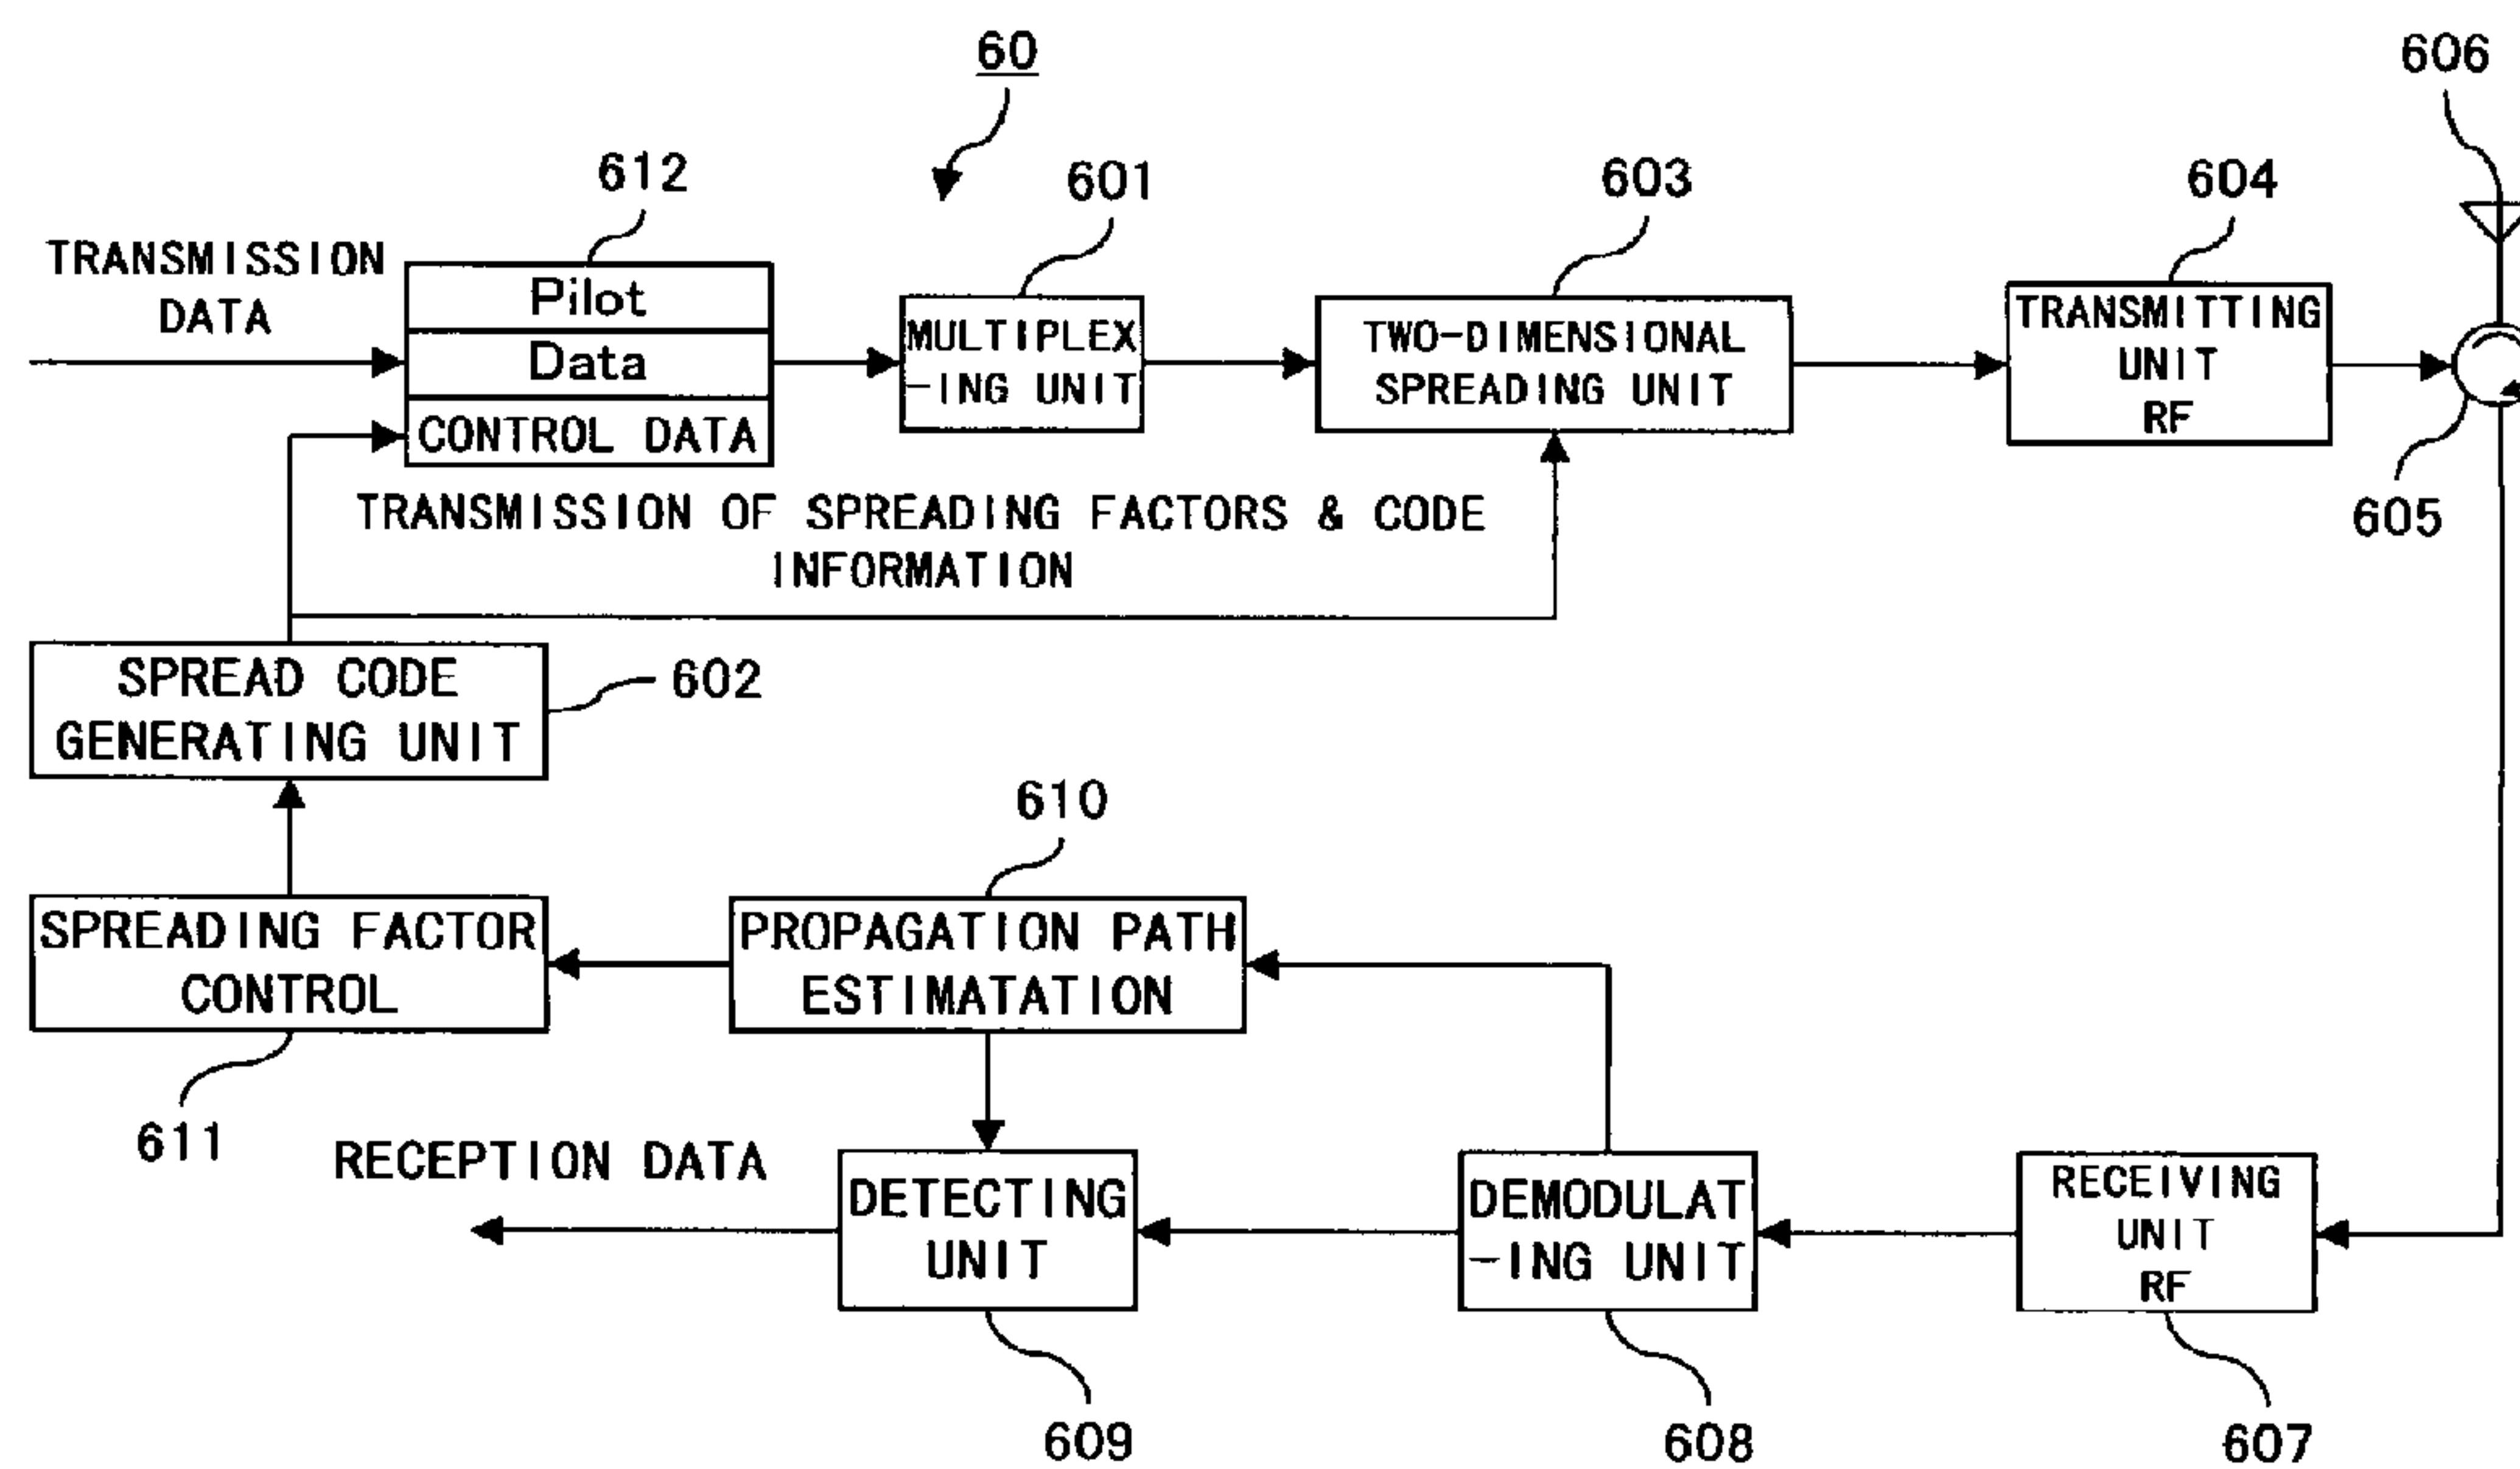 60
606
612
601
603
604
TRANSMISSION
DATA
Pilot
Data
CONTROL DATA
MULTIPLEX
-ING UNIT
TWO-DIMENSIONAL
SPREADING UNIT
TRANSMITTING
UNIT
RF
605
TRANSMISSION OF SPREADING FACTORS & CODE
INFORMATION
SPREAD CODE
GENERATING UNIT
602
610
SPREADING FACTOR
CONTROL
PROPAGATION PATH
ESTIMATATION
611
RECEPTION DATA
DETECTING
UNIT
DEMODULAT
-ING UNIT
RECEIVING
UNIT
RF
609
608
607